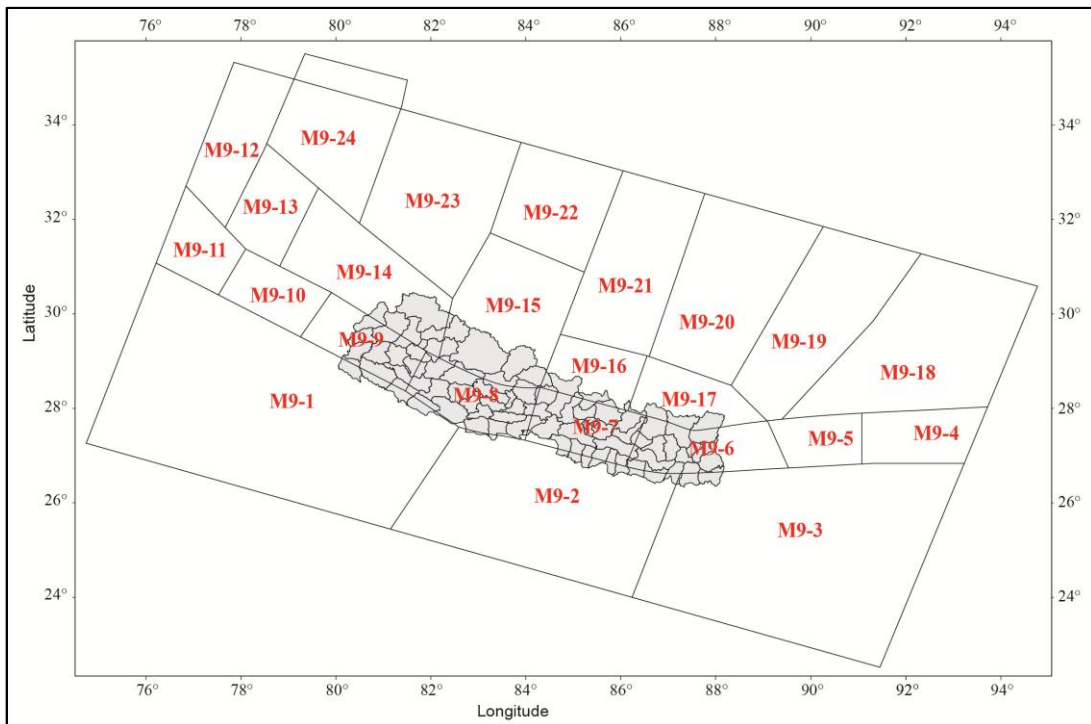 76° 78° 80° 82° 84° 86° 88° 90° 92° 94°
34° 34°
M9-24
M9-12
M9-13
M9-23
M9-22
32° 32°
M9-11
M9-14
M9-10
M9-15
M9-21
30° 30°
M9-20
M9-9
M9-19
M9-16
M9-18
M9-17
M9-8
28° 28°
M9-1
M9-7
M9-5
M9-4
M9-6
M9-2
26° 26°
M9-3
24° 24°
76° 78° 80° 82° 84° 86° 88° 90° 92° 94°
Latitude
Longitude